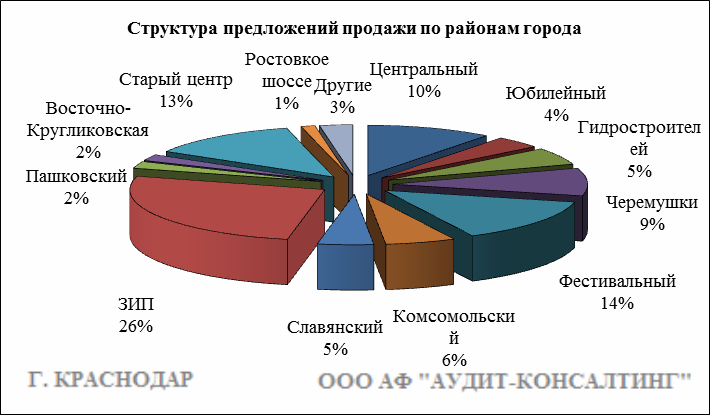 Структура предложений продажи по районам города
Ростовкое
шоссе
1%
Другие
3%
Центральный
10%
Юбилейный
4%
Гидростроител
ей
5%
Черемушки
9%
Фестивальный
14%
Комсомольски
й
6%
Славянский
5%
ЗИП
26%
Пашковский
2%
Восточно-
Кругликовская
2%
Старый центр
13%
Г. КРАСНОДАР
ООО АФ "АУДИТ-КОНСАЛТИНГ"